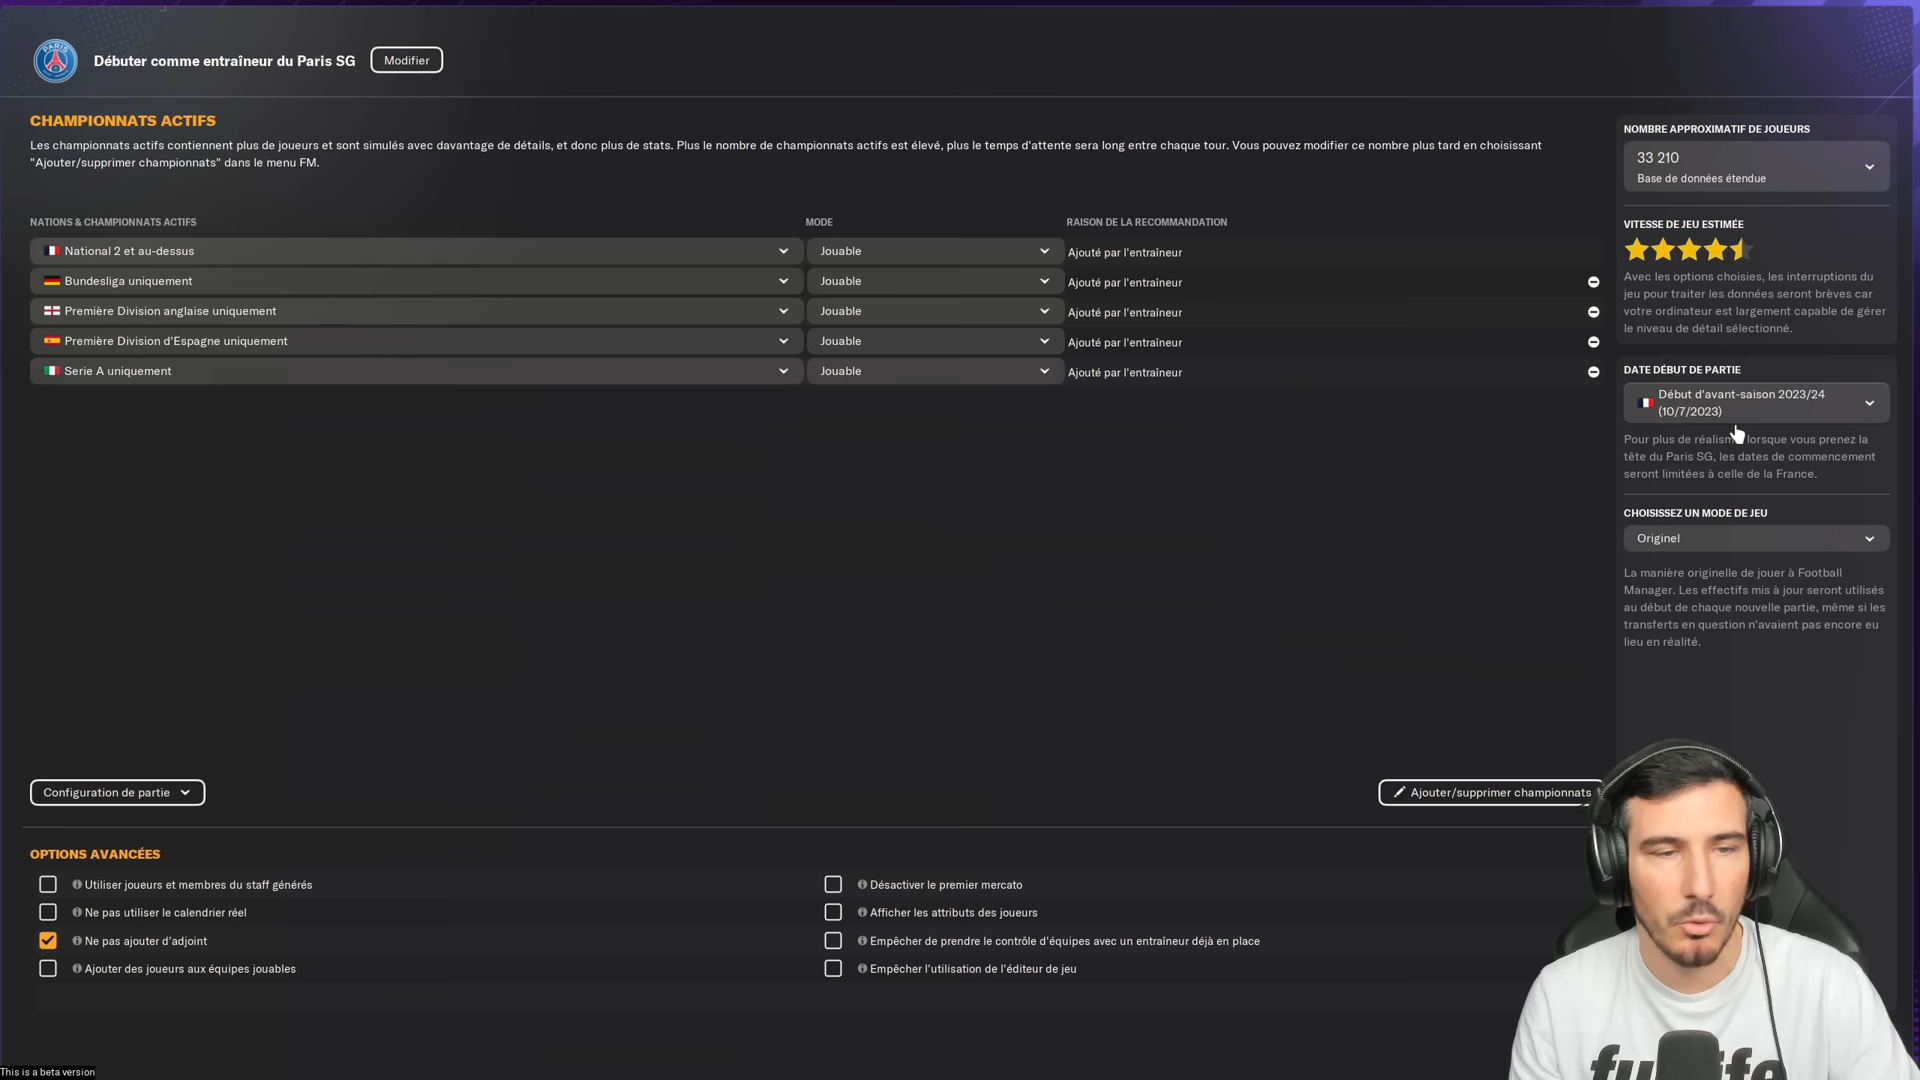 PARIS
Débuter comme entraîneur du Paris SG
Modifier
CHAMPIONNATS ACTIFS
Les championnats actifs contiennent plus de joueurs et sont simulés avec davantage de détails, et donc plus de stats. Plus le nombre de championnats actifs est élevé, plus le temps d'attente sera long entre chaque tour. Vous pouvez modifier ce nombre plus tard en choisissant
"Ajouter/supprimer championnats" dans le menu FM.
NATIONS & CHAMPIONNATS ACTIFS MODE RAISON DE LA RECOMMANDATION
National 2 et au-dessus Jouable Ajouté par l'entraîneur
Bundesliga uniquement Jouable Ajouté par l'entraîneur
Première Division anglaise uniquement Jouable Ajouté par l'entraîneur
Première Division d'Espagne uniquement Jouable Ajouté par l'entraîneur
Serie A uniquement Jouable Ajouté par l'entraîneur
Configuration de partie
Ajouter/supprimer championnats
OPTIONS AVANCÉES
Utiliser joueurs et membres du staff générés
Ne pas utiliser le calendrier réel
Ne pas ajouter d'adjoint
Ajouter des joueurs aux équipes jouables
Désactiver le premier mercato
Afficher les attributs des joueurs
Empêcher de prendre le contrôle d'équipes avec un entraîneur déjà en place
Empêcher l'utilisation de l'éditeur de jeu
NOMBRE APPROXIMATIF DE JOUEURS
33 210
Base de données étendue
VITESSE DE JEU ESTIMÉE
Avec les options choisies, les interruptions du
jeu pour traiter les données seront brèves car
votre ordinateur est largement capable de gérer
le niveau de détail sélectionné.
DATE DÉBUT DE PARTIE
Début d'avant-saison 2023/24
(10/7/2023)
Pour plus de réalisme lorsque vous prenez la
tête du Paris SG, les dates de commencement
seront limitées à celle de la France.
CHOISISSEZ UN MODE DE JEU
Originel
La manière originelle de jouer à Football
Manager. Les effectifs mis à jour seront utilisés
au début de chaque nouvelle partie, même si les
transferts en question n'avaient pas encore eu
lieu en réalité.
This is a beta version